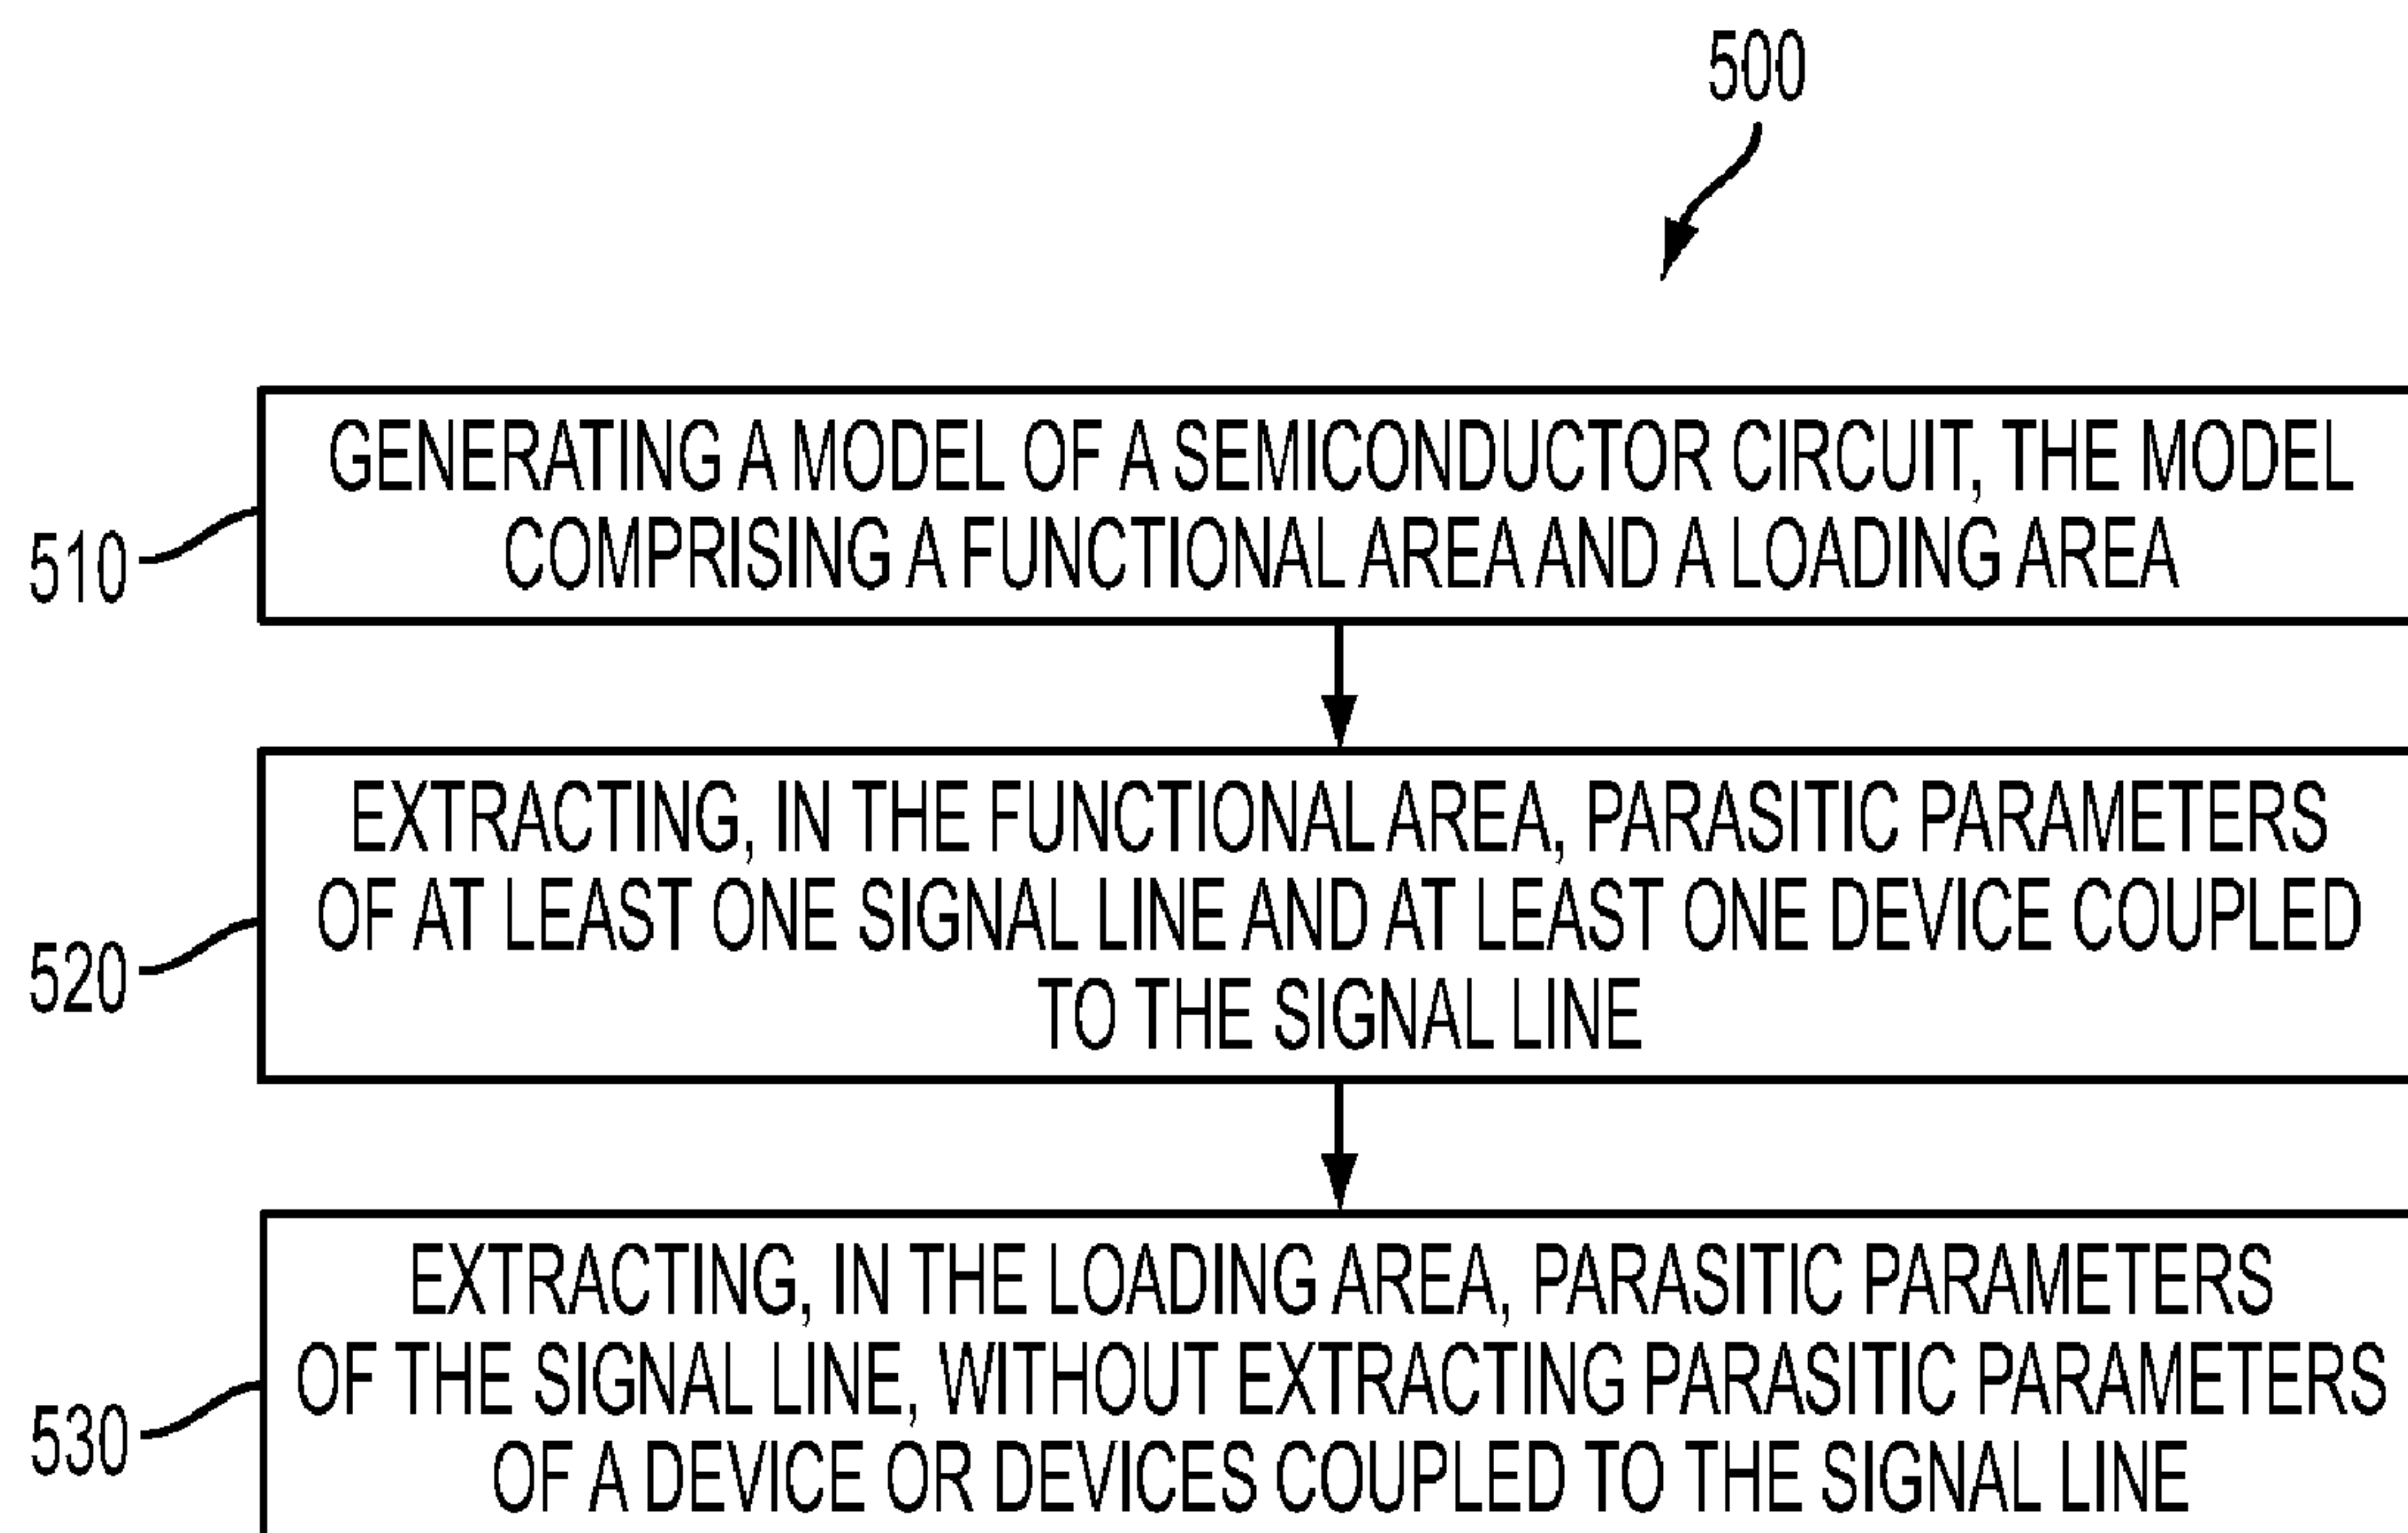 500
GENERATING A MODEL OF A SEMICONDUCTOR CIRCUIT, THE MODEL
COMPRISING A FUNCTIONAL AREA AND A LOADING AREA
510
EXTRACTING, IN THE FUNCTIONAL AREA, PARASITIC PARAMETERS
OF AT LEAST ONE SIGNAL LINE AND AT LEAST ONE DEVICE COUPLED
TO THE SIGNAL LINE
520
EXTRACTING, IN THE LOADING AREA, PARASITIC PARAMETERS
OF THE SIGNAL LINE, WITHOUT EXTRACTING PARASITIC PARAMETERS
OF A DEVICE OR DEVICES COUPLED TO THE SIGNAL LINE
530